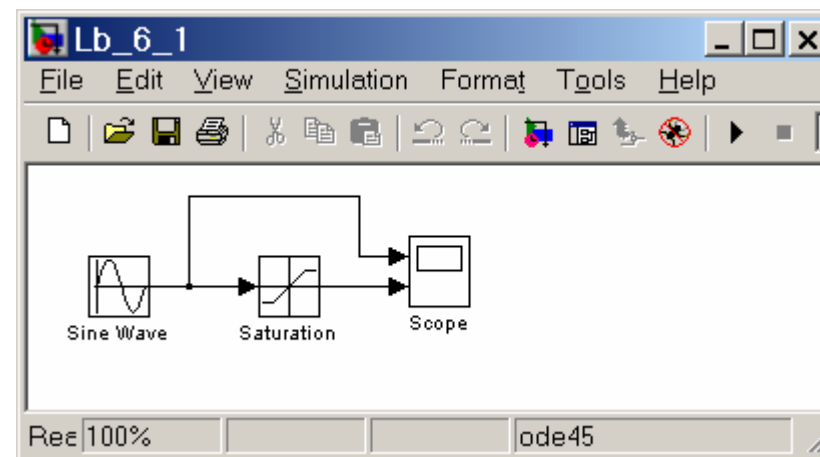 Lb_6_1
File Edit View Simulation Format Tools Help
Sine Wave
Saturation
Scope
100%
ode45